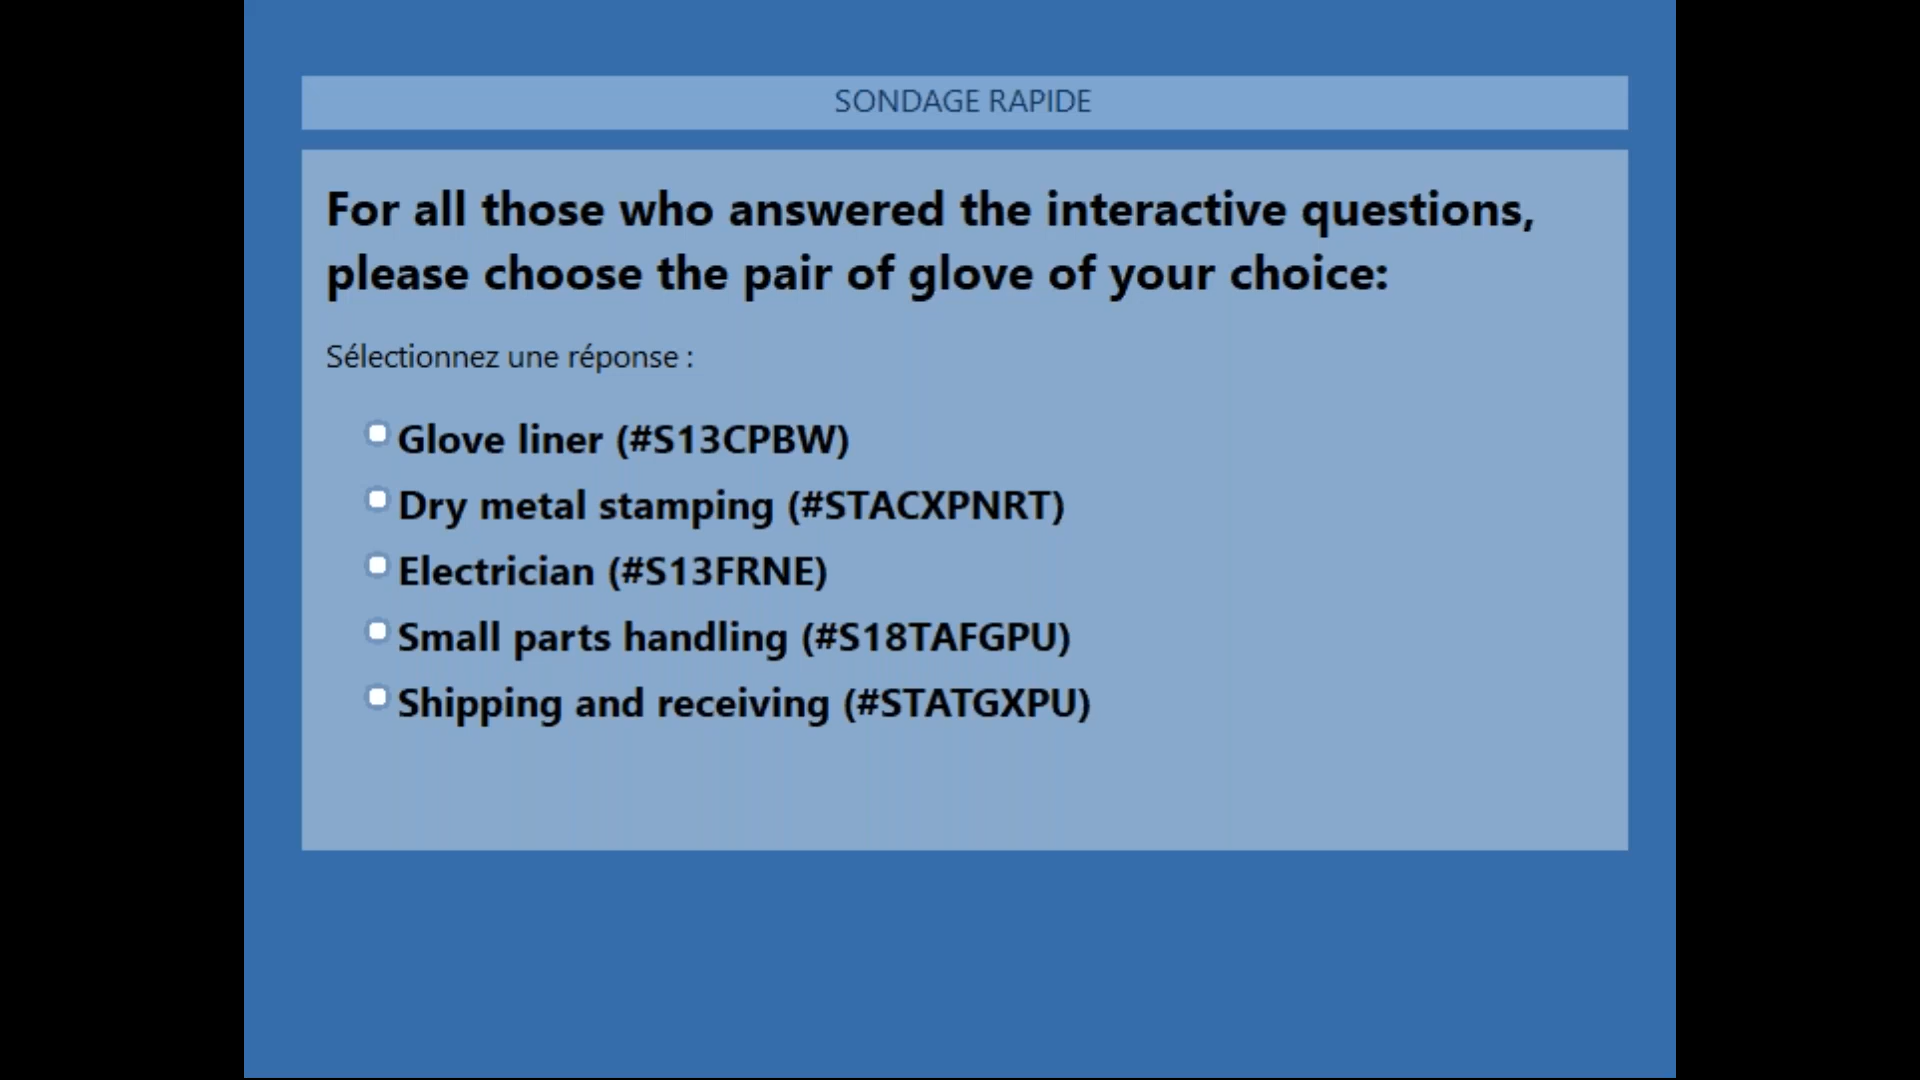 SONDAGE RAPIDE
For all those who answered the interactive questions,
please choose the pair of glove of your choice:
Sélectionnez une réponse :
Glove liner (#S13CPBW)
Dry metal stamping (#STACXPNRT)
Electrician (#S13FRNE)
Small parts handling (#S18TAFGPU)
Shipping and receiving (#STATGXPU)